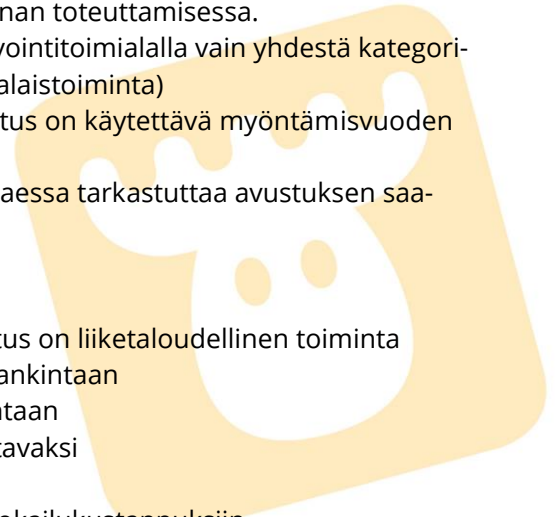 nan toteuttamisessa.
vointitoimialalla vain yhdestä kategori-
alaistoiminta)
tus on käytettävä myöntämisvuoden
aessa tarkastuttaa avustuksen saa-
tus on liiketaloudellinen toiminta
ankintaan
ntaan
tavaksi